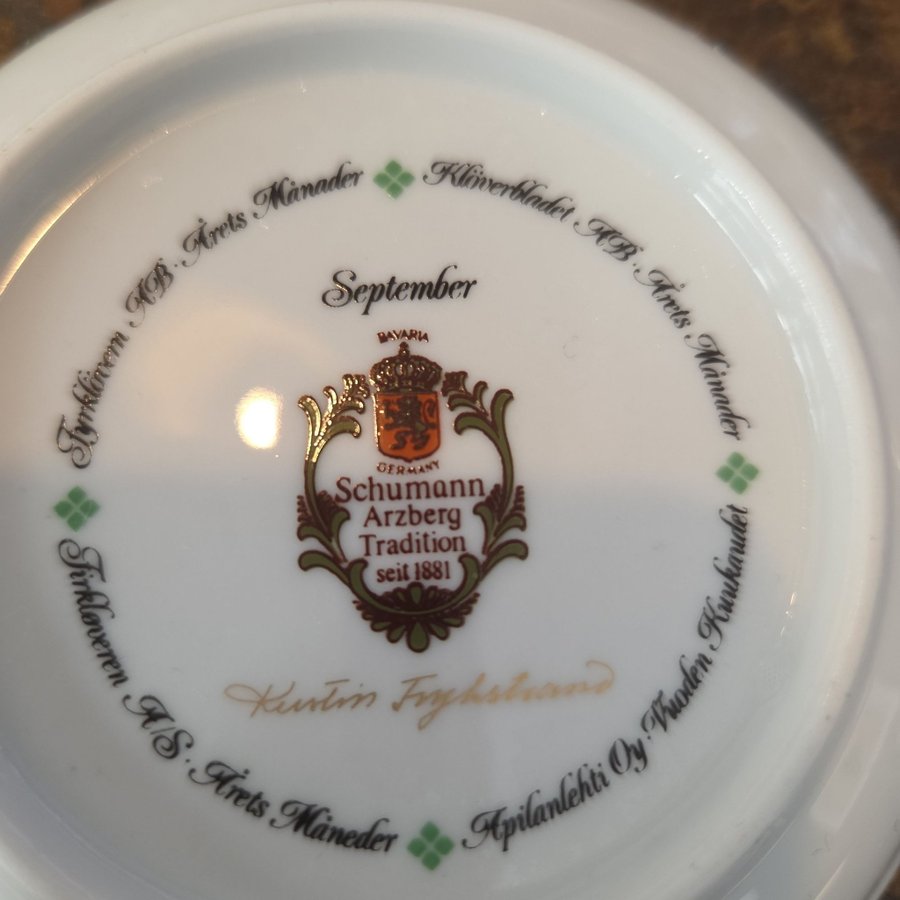 Fyrklövern AB · Årets Månader
Klöverbladet AB · Årets Månader
Apilanlehti Oy · Vuoden Kuukaudet
Firkløveren A/S · Årets Måneder
September
BAVARIA
GERMANY
Schumann
Arzberg
Tradition
seit 1881
Kerstin Frykstrand